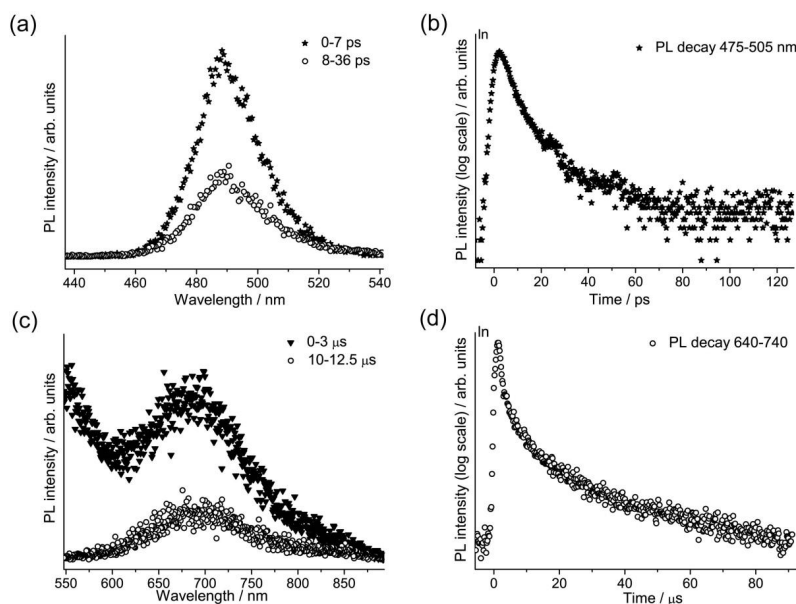 (a)
★ 0-7 ps
○ 8-36 ps
PL intensity / arb. units
440 460 480 500 520 540
Wavelength / nm
(b)
ln
★ PL decay 475-505 nm
PL intensity (log scale) / arb. units
0 20 40 60 80 100 120
Time / ps
(c)
▼ 0-3 μs
○ 10-12.5 μs
PL intensity / arb. units
550 600 650 700 750 800 850
Wavelength / nm
(d)
ln
○ PL decay 640-740
PL intensity (log scale) / arb. units
0 20 40 60 80
Time / μs